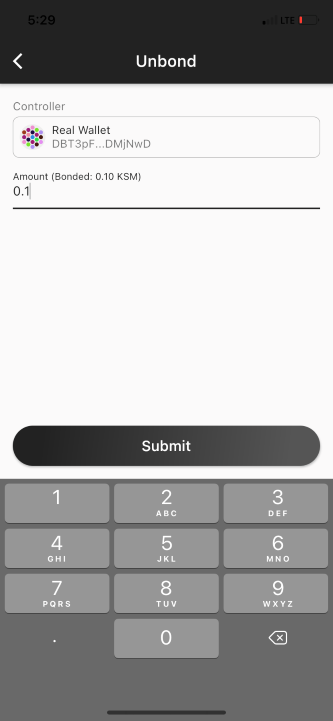 5:29
LTE
Unbond
Controller
Real Wallet
DBT3pF...DMjNwD
Amount (Bonded: 0.10 KSM)
0.1
Submit
1
2
3
ABC
DEF
4
5
6
GHI
JKL
MNO
7
8
9
PQRS
TUV
WXYZ
.
0